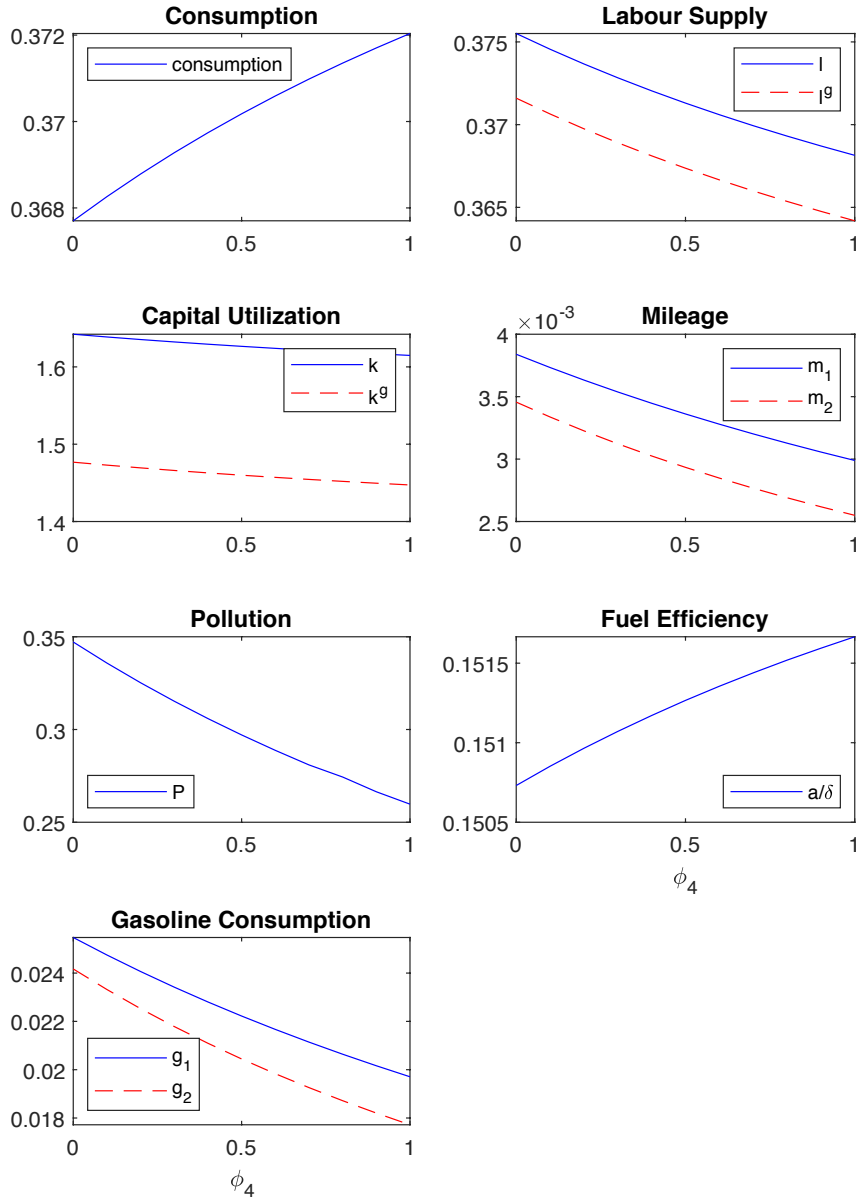 Consumption
0.372
0.37
0.368
consumption
0 0.5 1
Labour Supply
0.375
0.37
0.365
l
l^g
0 0.5 1
Capital Utilization
1.6
1.5
1.4
k
k^g
0 0.5 1
Mileage
×10^-3
4
3.5
3
2.5
m_1
m_2
0 0.5 1
Pollution
0.35
0.3
0.25
P
0 0.5 1
Fuel Efficiency
0.1515
0.151
0.1505
a/δ
0 0.5 1
ϕ_4
Gasoline Consumption
0.024
0.022
0.02
0.018
g_1
g_2
0 0.5 1
ϕ_4